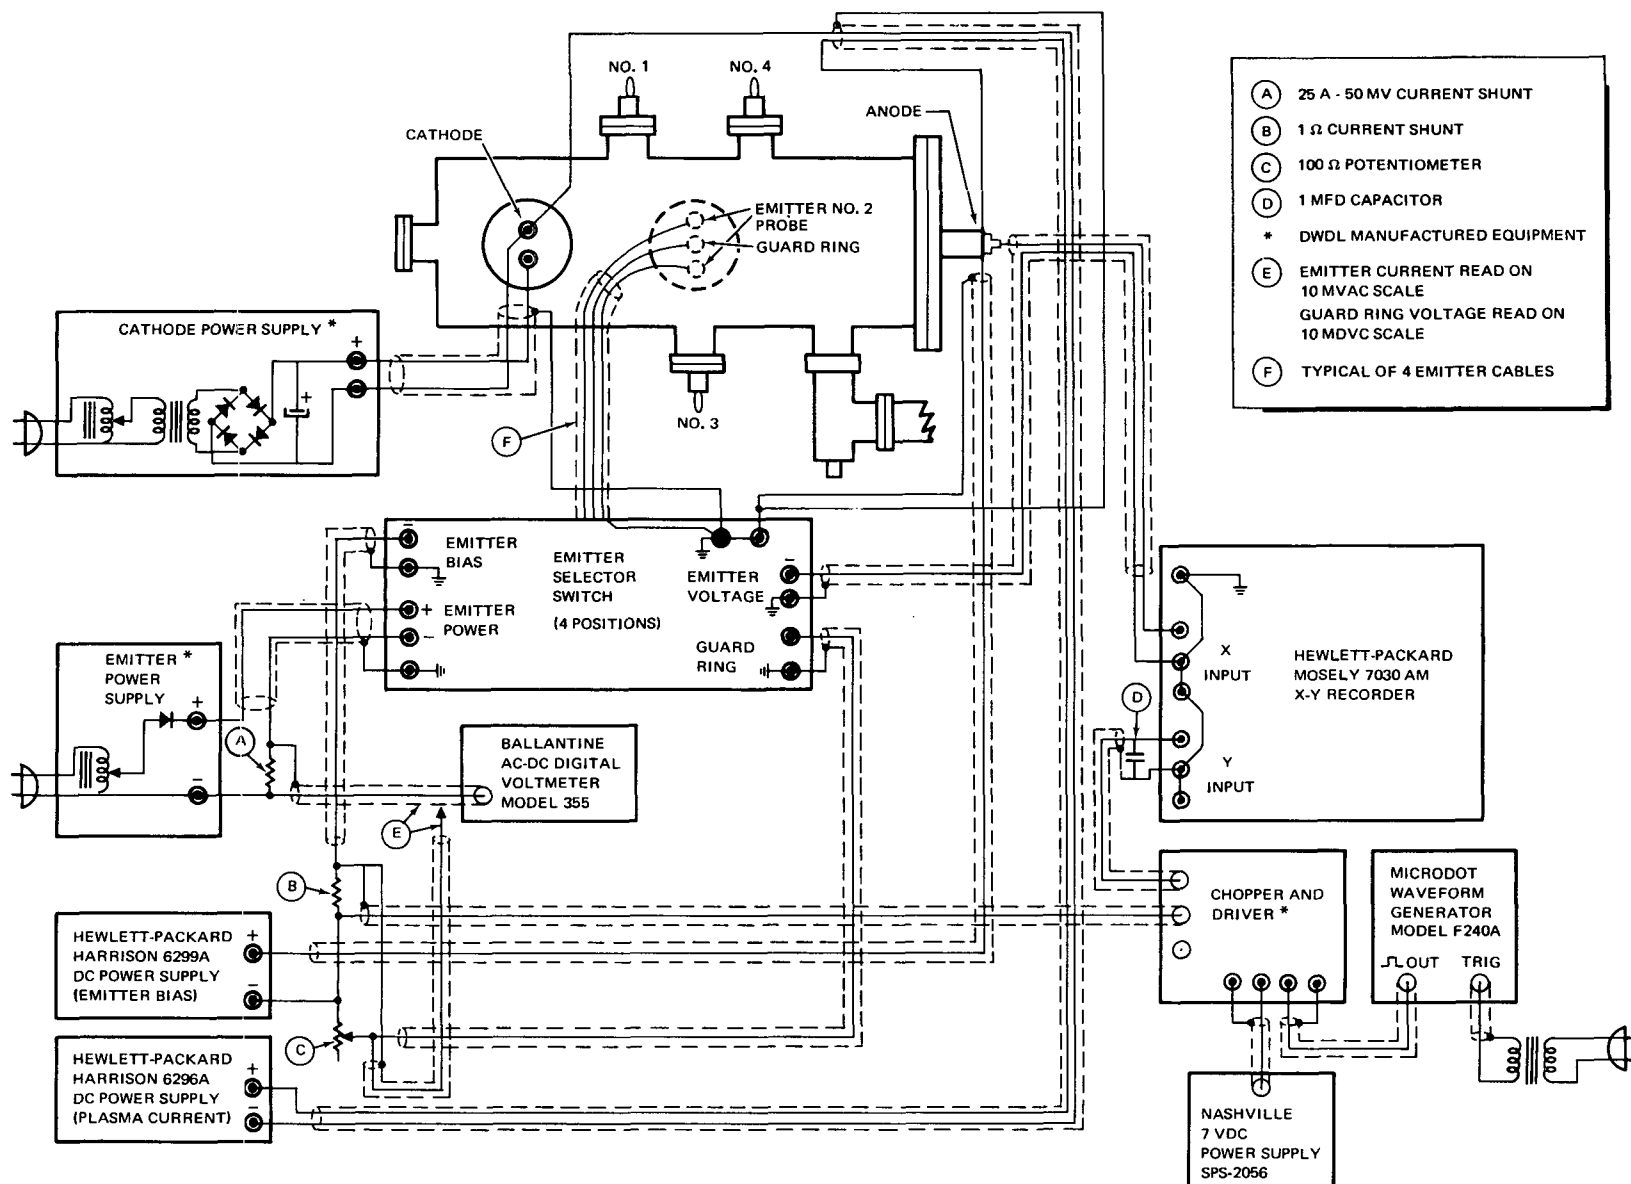 NO. 1
NO. 4
CATHODE
ANODE
EMITTER NO. 2
PROBE
GUARD RING
NO. 3
F
A 25 A - 50 MV CURRENT SHUNT
B 1 Ω CURRENT SHUNT
C 100 Ω POTENTIOMETER
D 1 MFD CAPACITOR
* DWDL MANUFACTURED EQUIPMENT
E EMITTER CURRENT READ ON
10 MVAC SCALE
GUARD RING VOLTAGE READ ON
10 MDVC SCALE
F TYPICAL OF 4 EMITTER CABLES
CATHODE POWER SUPPLY *
+
+
−
EMITTER
BIAS
+
EMITTER
POWER
−
EMITTER
SELECTOR
SWITCH
(4 POSITIONS)
−
EMITTER
VOLTAGE
GUARD
RING
EMITTER *
POWER
SUPPLY
+
−
A
BALLANTINE
AC-DC DIGITAL
VOLTMETER
MODEL 355
E
B
C
D
X
INPUT
Y
INPUT
HEWLETT-PACKARD
MOSELY 7030 AM
X-Y RECORDER
HEWLETT-PACKARD
HARRISON 6299A
DC POWER SUPPLY
(EMITTER BIAS)
+
−
HEWLETT-PACKARD
HARRISON 6296A
DC POWER SUPPLY
(PLASMA CURRENT)
+
−
CHOPPER AND
DRIVER *
MICRODOT
WAVEFORM
GENERATOR
MODEL F240A
OUT TRIG
NASHVILLE
7 VDC
POWER SUPPLY
SPS-2056